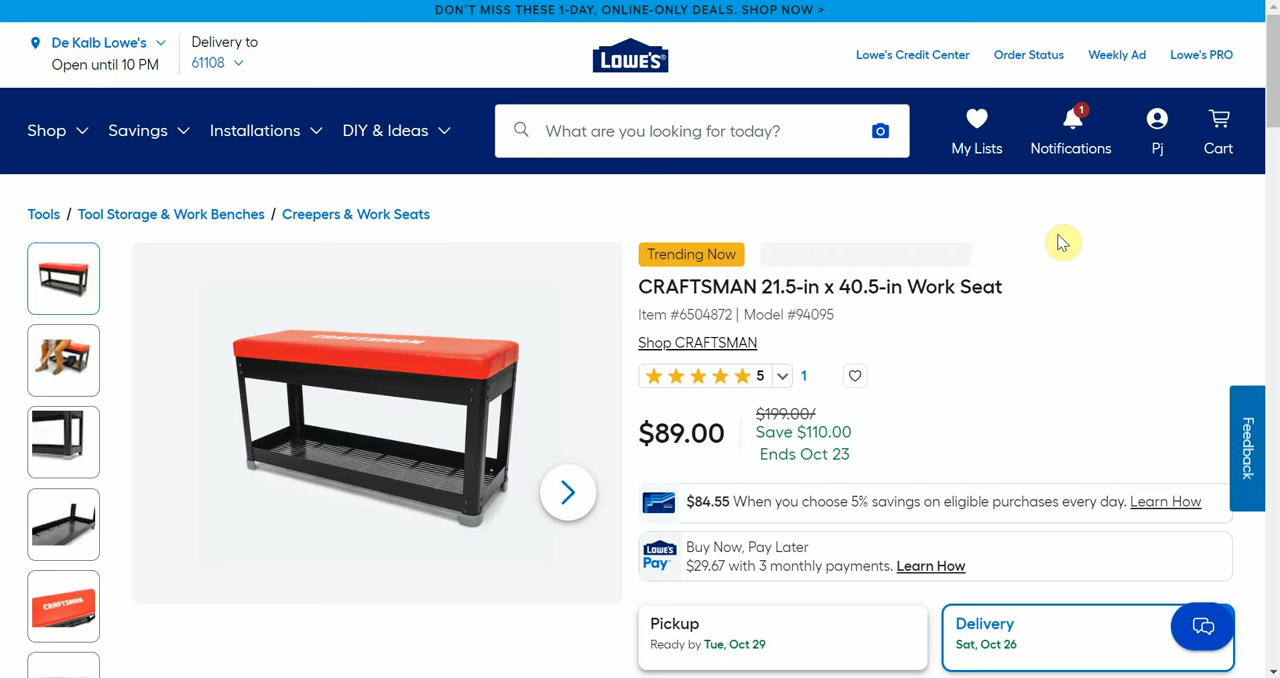 DON'T MISS THESE 1-DAY, ONLINE-ONLY DEALS. SHOP NOW >
De Kalb Lowe's
Open until 10 PM
Delivery to
61108
LOWE'S
Lowe's Credit Center
Order Status
Weekly Ad
Lowe's PRO
Shop
Savings
Installations
DIY & Ideas
What are you looking for today?
My Lists
1
Notifications
Pj
Cart
Tools / Tool Storage & Work Benches / Creepers & Work Seats
CRAFTSMAN
CRAFTSMAN
Trending Now
CRAFTSMAN 21.5-in x 40.5-in Work Seat
Item #6504872 | Model #94095
Shop CRAFTSMAN
5
1
$89.00
$199.00/
Save $110.00
Ends Oct 23
$84.55 When you choose 5% savings on eligible purchases every day. Learn How
LOWE'S
Pay
Buy Now, Pay Later
$29.67 with 3 monthly payments. Learn How
Pickup
Ready by Tue, Oct 29
Delivery
Sat, Oct 26
Feedback